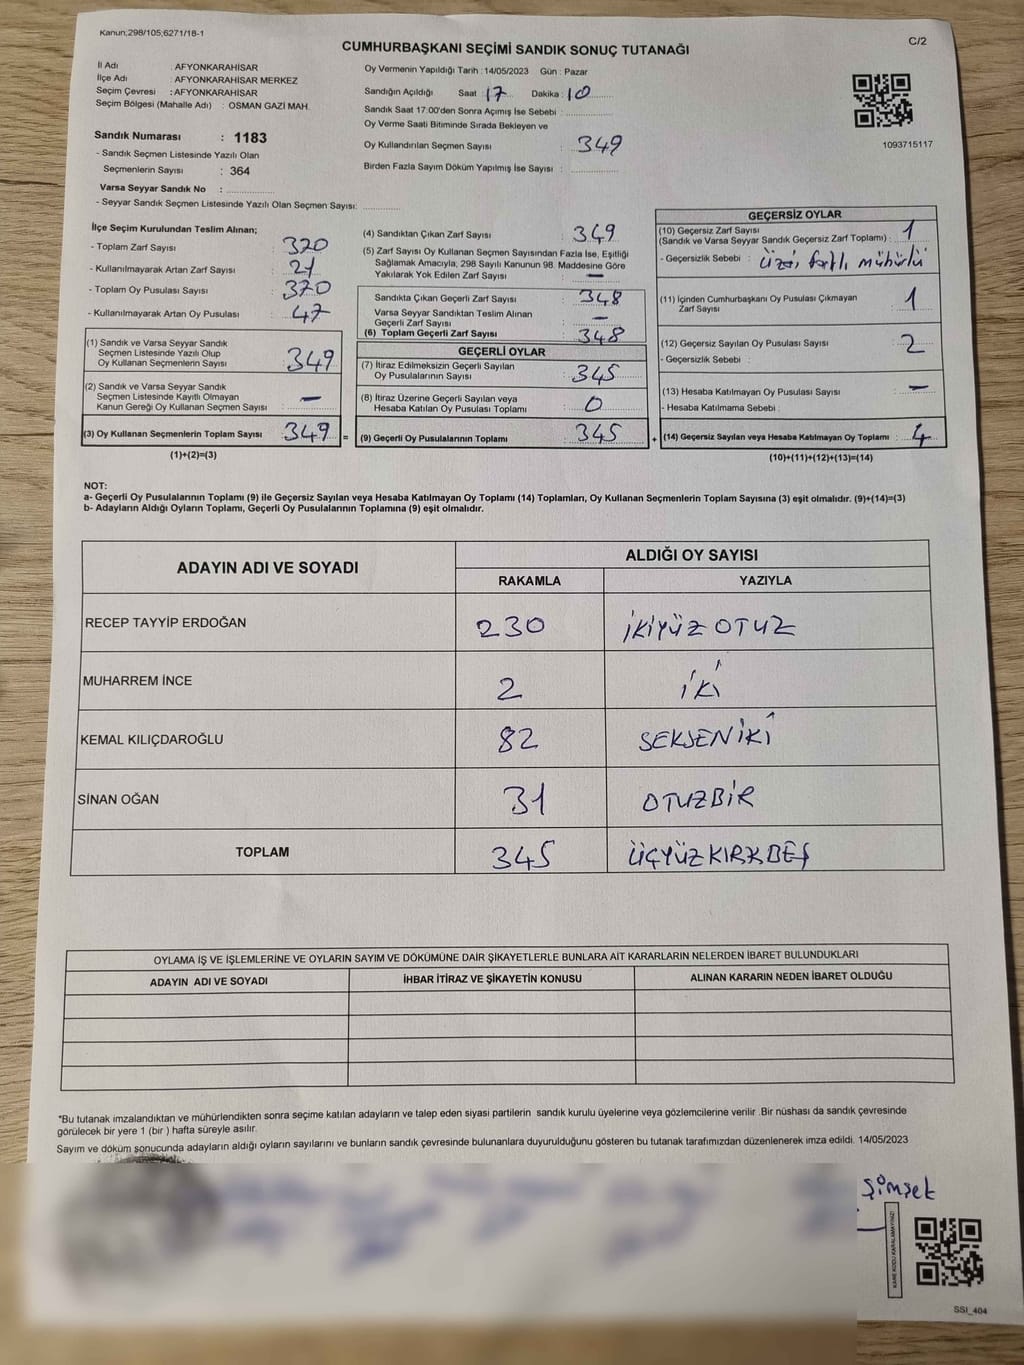 Kanun;298/105;6271/18-1
CUMHURBAŞKANI SEÇİMİ SANDIK SONUÇ TUTANAĞI
C/2
İl Adı : AFYONKARAHİSAR
İlçe Adı : AFYONKARAHİSAR MERKEZ
Seçim Çevresi : AFYONKARAHİSAR
Seçim Bölgesi (Mahalle Adı) : OSMAN GAZİ MAH.
Sandık Numarası : 1183
- Sandık Seçmen Listesinde Yazılı Olan
Seçmenlerin Sayısı : 364
Varsa Seyyar Sandık No :
- Seyyar Sandık Seçmen Listesinde Yazılı Olan Seçmen Sayısı:
Oy Vermenin Yapıldığı Tarih : 14/05/2023 Gün : Pazar
Sandığın Açıldığı Saat 17 Dakika : 10
Sandık Saat 17:00'den Sonra Açımış İse Sebebi :
Oy Verme Saati Bitiminde Sırada Bekleyen ve
Oy Kullandırılan Seçmen Sayısı : 349
Birden Fazla Sayım Döküm Yapılmış İse Sayısı :
1093715117
İlçe Seçim Kurulundan Teslim Alınan;
- Toplam Zarf Sayısı : 320
- Kullanılmayarak Artan Zarf Sayısı : 21
- Toplam Oy Pusulası Sayısı : 370
- Kullanılmayarak Artan Oy Pusulası : 47
(1) Sandık ve Varsa Seyyar Sandık
Seçmen Listesinde Yazılı Olup
Oy Kullanan Seçmenlerin Sayısı : 349
(2) Sandık ve Varsa Seyyar Sandık
Seçmen Listesinde Kayıtlı Olmayan
Kanun Gereği Oy Kullanan Seçmen Sayısı : –
(3) Oy Kullanan Seçmenlerin Toplam Sayısı : 349 =
(1)+(2)=(3)
(4) Sandıktan Çıkan Zarf Sayısı : 349
(5) Zarf Sayısı Oy Kullanan Seçmen Sayısından Fazla İse, Eşitliği
Sağlamak Amacıyla, 298 Sayılı Kanunun 98. Maddesine Göre
Yakılarak Yok Edilen Zarf Sayısı : –
Sandıkta Çıkan Geçerli Zarf Sayısı : 348
Varsa Seyyar Sandıktan Teslim Alınan
Geçerli Zarf Sayısı : –
(6) Toplam Geçerli Zarf Sayısı : 348
GEÇERLİ OYLAR
(7) İtiraz Edilmeksizin Geçerli Sayılan
Oy Pusulalarının Sayısı : 345
(8) İtiraz Üzerine Geçerli Sayılan veya
Hesaba Katılan Oy Pusulası Toplamı : 0
(9) Geçerli Oy Pusulalarının Toplamı : 345 +
GEÇERSİZ OYLAR
(10) Geçersiz Zarf Sayısı
(Sandık ve Varsa Seyyar Sandık Geçersiz Zarf Toplamı) : 1
- Geçersizlik Sebebi : Üzeri farklı mühürlü
(11) İçinden Cumhurbaşkanı Oy Pusulası Çıkmayan
Zarf Sayısı : 1
(12) Geçersiz Sayılan Oy Pusulası Sayısı : 2
- Geçersizlik Sebebi :
(13) Hesaba Katılmayan Oy Pusulası Sayısı : –
- Hesaba Katılmama Sebebi :
(14) Geçersiz Sayılan veya Hesaba Katılmayan Oy Toplamı : 4
(10)+(11)+(12)+(13)=(14)
NOT:
a- Geçerli Oy Pusulalarının Toplamı (9) ile Geçersiz Sayılan veya Hesaba Katılmayan Oy Toplamı (14) Toplamları, Oy Kullanan Seçmenlerin Toplam Sayısına (3) eşit olmalıdır. (9)+(14)=(3)
b- Adayların Aldığı Oyların Toplamı, Geçerli Oy Pusulalarının Toplamına (9) eşit olmalıdır.
ADAYIN ADI VE SOYADI
ALDIĞI OY SAYISI
RAKAMLA YAZIYLA
RECEP TAYYİP ERDOĞAN 230 İKİYÜZ OTUZ
MUHARREM İNCE 2 İKİ
KEMAL KILIÇDAROĞLU 82 SEKSENİKİ
SİNAN OĞAN 31 OTUZBİR
TOPLAM 345 ÜÇYÜZKIRKBEŞ
OYLAMA İŞ VE İŞLEMLERİNE VE OYLARIN SAYIM VE DÖKÜMÜNE DAİR ŞİKAYETLERLE BUNLARA AİT KARARLARIN NELERDEN İBARET BULUNDUKLARI
ADAYIN ADI VE SOYADI İHBAR İTİRAZ VE ŞİKAYETİN KONUSU ALINAN KARARIN NEDEN İBARET OLDUĞU
*Bu tutanak imzalandıktan ve mühürlendikten sonra seçime katılan adayların ve talep eden siyasi partilerin sandık kurulu üyelerine veya gözlemcilerine verilir .Bir nüshası da sandık çevresinde
görülecek bir yere 1 (bir ) hafta süreyle asılır.
Sayım ve döküm sonucunda adayların aldığı oyların sayılarını ve bunların sandık çevresinde bulunanlara duyurulduğunu gösteren bu tutanak tarafımızdan düzenlenerek imza edildi. 14/05/2023
Şimşek
KARE KODU KARALAMAYINIZ!
SSI_404